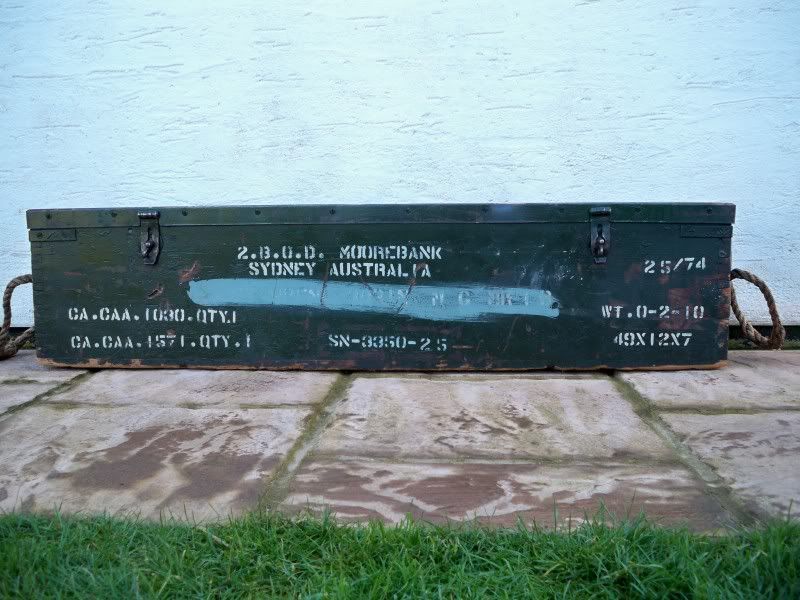 2.B.O.D. MOOREBANK
SYDNEY AUSTRALIA
25/74
CA.CAA.1030.QTY.1
WT.0-2-10
CA.CAA.1571.QTY.1
SN-3350-25
49X12X7